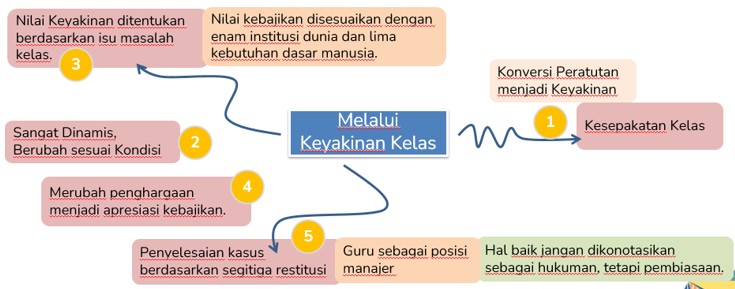 Nilai Keyakinan ditentukan
berdasarkan isu masalah
kelas.
3
Nilai kebajikan disesuaikan dengan
enam institusi dunia dan lima
kebutuhan dasar manusia.
Konversi Peratutan
menjadi Keyakinan
1
Kesepakatan Kelas
Melalui
Keyakinan Kelas
Sangat Dinamis,
Berubah sesuai Kondisi
2
Merubah penghargaan
menjadi apresiasi kebajikan.
4
5
Penyelesaian kasus
berdasarkan segitiga restitusi
Guru sebagai posisi
manajer
Hal baik jangan dikonotasikan
sebagai hukuman, tetapi pembiasaan.